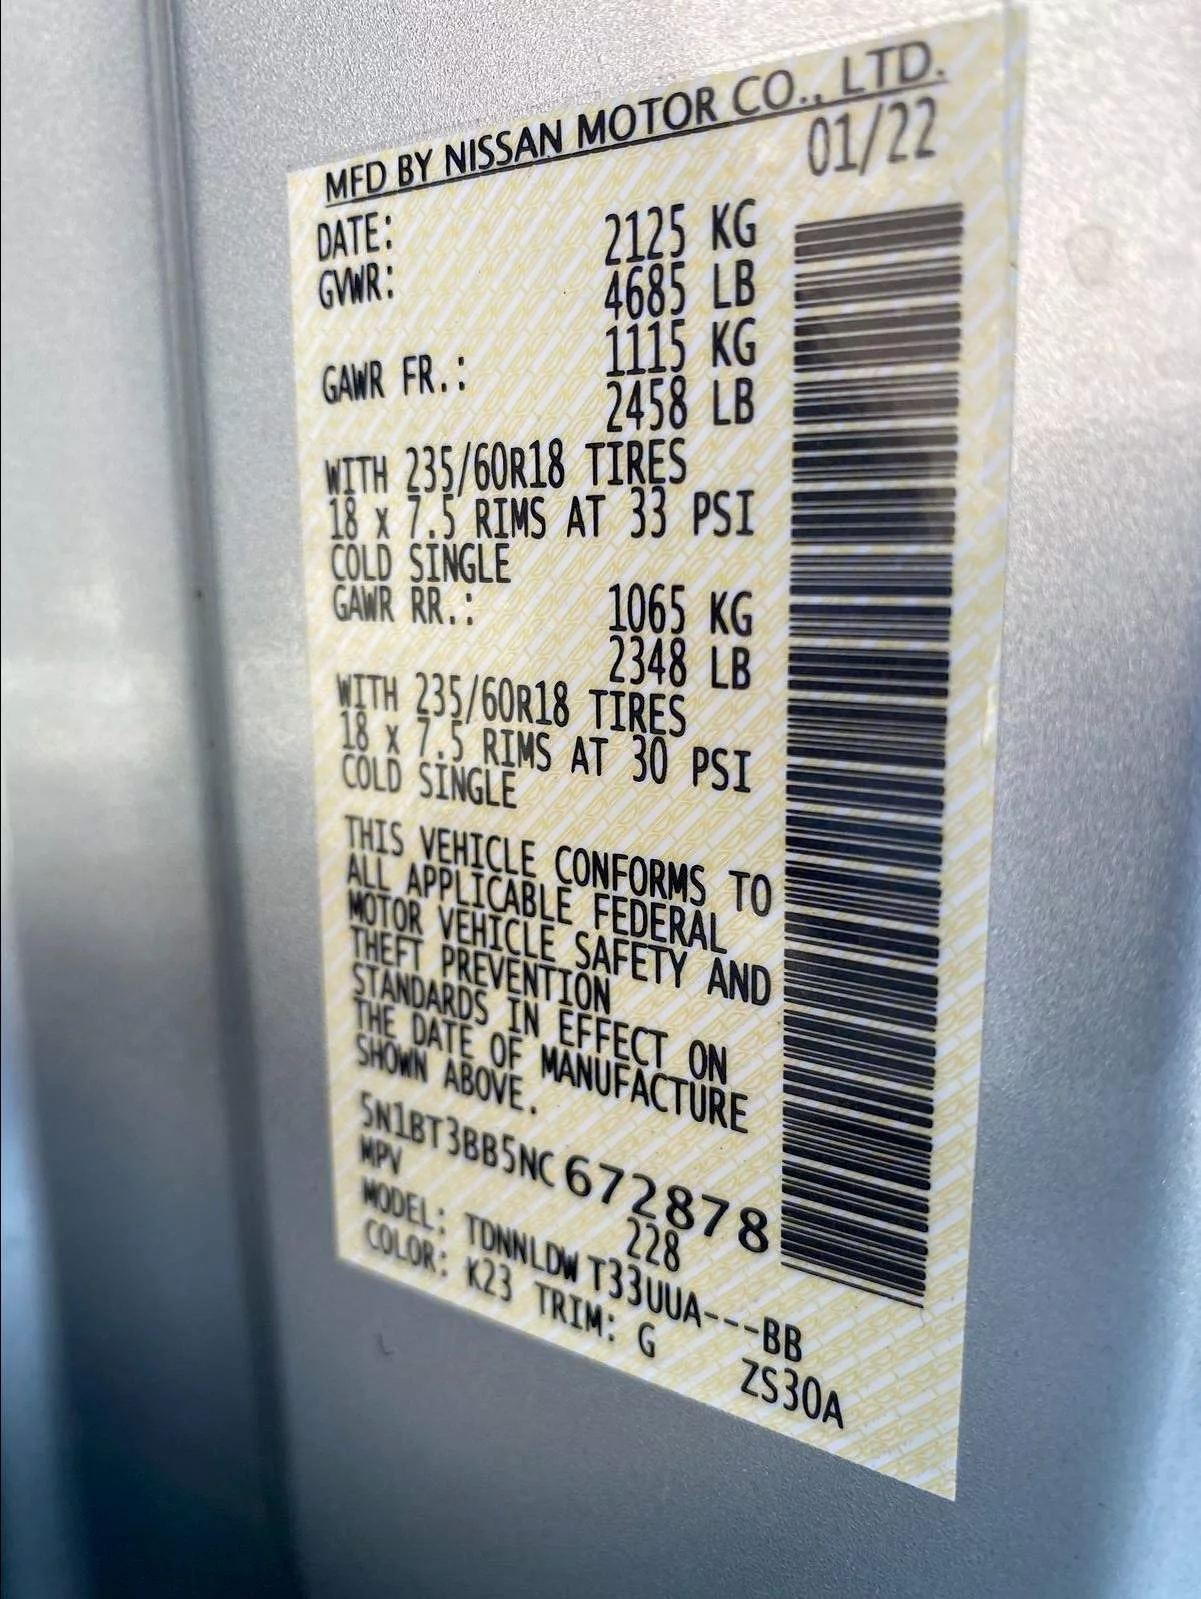 MFD BY NISSAN MOTOR CO., LTD.
DATE: 01/22
GVWR: 2125 KG
4685 LB
GAWR FR.: 1115 KG
2458 LB
WITH 235/60R18 TIRES
18 x 7.5 RIMS AT 33 PSI
COLD SINGLE
GAWR RR.: 1065 KG
2348 LB
WITH 235/60R18 TIRES
18 x 7.5 RIMS AT 30 PSI
COLD SINGLE
THIS VEHICLE CONFORMS TO
ALL APPLICABLE FEDERAL
MOTOR VEHICLE SAFETY AND
THEFT PREVENTION
STANDARDS IN EFFECT ON
THE DATE OF MANUFACTURE
SHOWN ABOVE.
5N1BT3BB5NC672878
MPV 228
MODEL: TDNNLDW T33UUA---BB
COLOR: K23 TRIM: G ZS30A